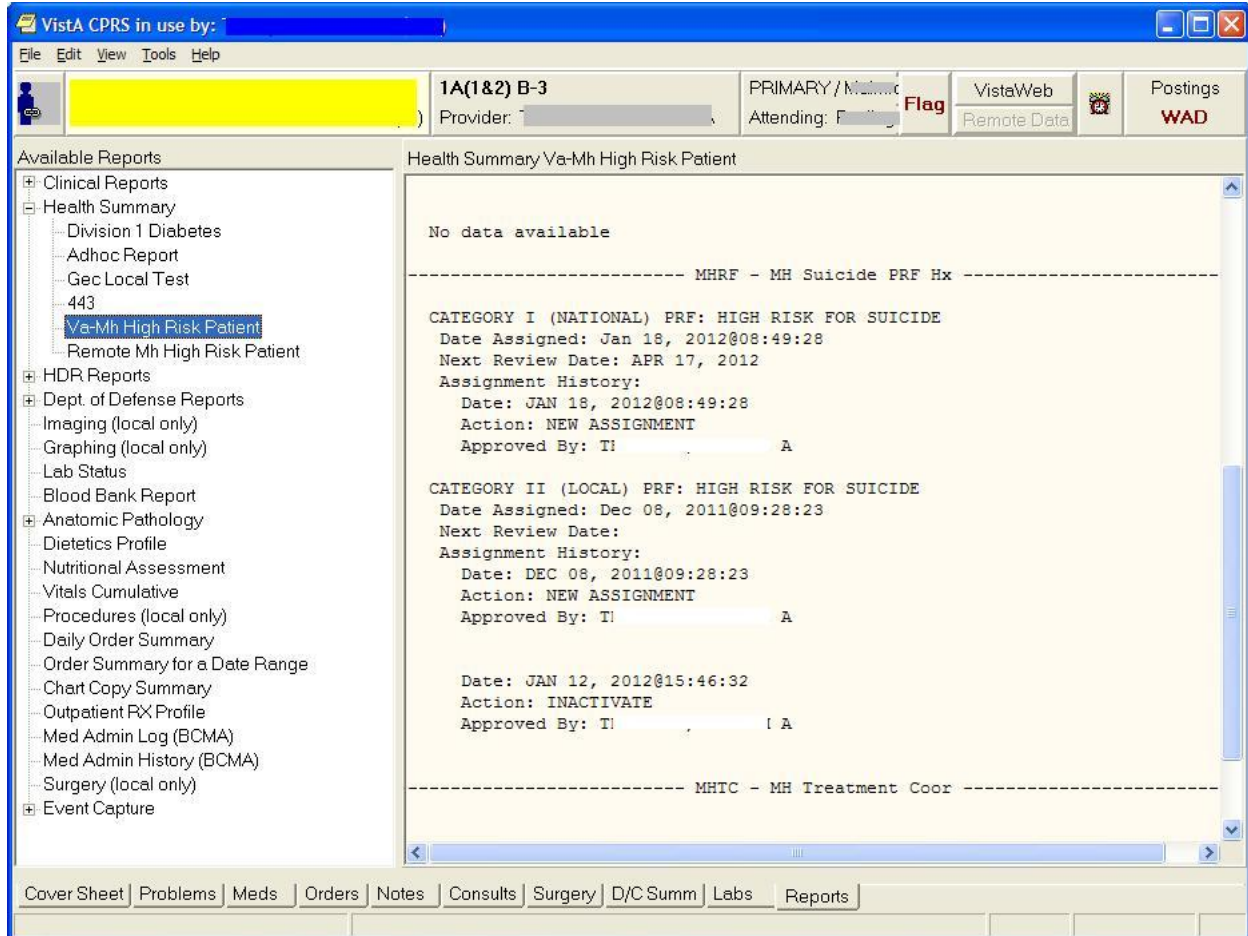 VistA CPRS in use by:
File Edit View Tools Help
1A(1&2) B-3
Provider:
PRIMARY /
Attending:
Flag
VistaWeb
Remote Data
Postings
WAD
Available Reports
Clinical Reports
Health Summary
Division 1 Diabetes
Adhoc Report
Gec Local Test
443
Va-Mh High Risk Patient
Remote Mh High Risk Patient
HDR Reports
Dept. of Defense Reports
Imaging (local only)
Graphing (local only)
Lab Status
Blood Bank Report
Anatomic Pathology
Dietetics Profile
Nutritional Assessment
Vitals Cumulative
Procedures (local only)
Daily Order Summary
Order Summary for a Date Range
Chart Copy Summary
Outpatient RX Profile
Med Admin Log (BCMA)
Med Admin History (BCMA)
Surgery (local only)
Event Capture
Health Summary Va-Mh High Risk Patient
No data available
-------------------------- MHRF - MH Suicide PRF Hx ------------------------
CATEGORY I (NATIONAL) PRF: HIGH RISK FOR SUICIDE
Date Assigned: Jan 18, 2012@08:49:28
Next Review Date: APR 17, 2012
Assignment History:
Date: JAN 18, 2012@08:49:28
Action: NEW ASSIGNMENT
Approved By: A
CATEGORY II (LOCAL) PRF: HIGH RISK FOR SUICIDE
Date Assigned: Dec 08, 2011@09:28:23
Next Review Date:
Assignment History:
Date: DEC 08, 2011@09:28:23
Action: NEW ASSIGNMENT
Approved By: A
Date: JAN 12, 2012@15:46:32
Action: INACTIVATE
Approved By: A
-------------------------- MHTC - MH Treatment Coor ------------------------
Cover Sheet Problems Meds Orders Notes Consults Surgery D/C Summ Labs Reports